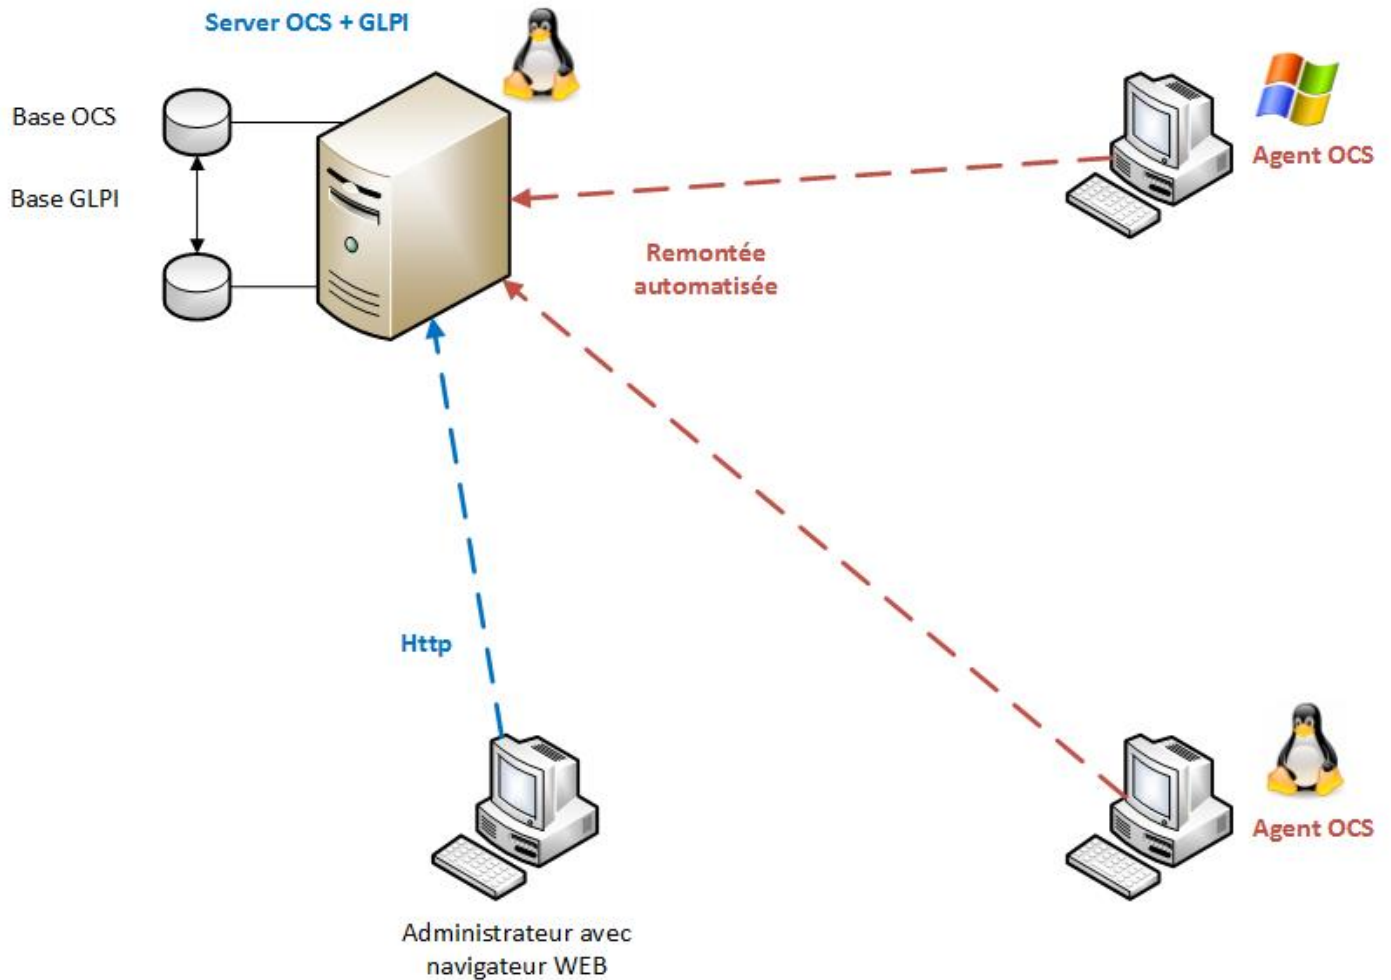 Server OCS + GLPI
Base OCS
Base GLPI
Agent OCS
Remontée
automatisée
Http
Agent OCS
Administrateur avec
navigateur WEB